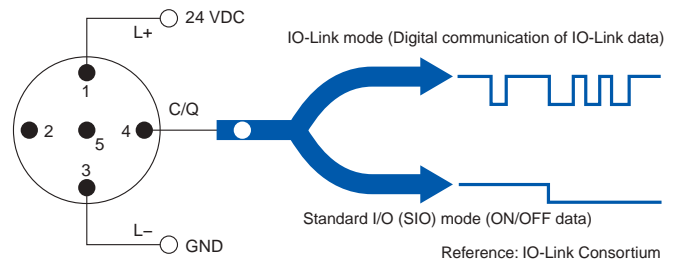 24 VDC
L+
IO-Link mode (Digital communication of IO-Link data)
1
C/Q
2
5
4
3
L–
GND
Standard I/O (SIO) mode (ON/OFF data)
Reference: IO-Link Consortium